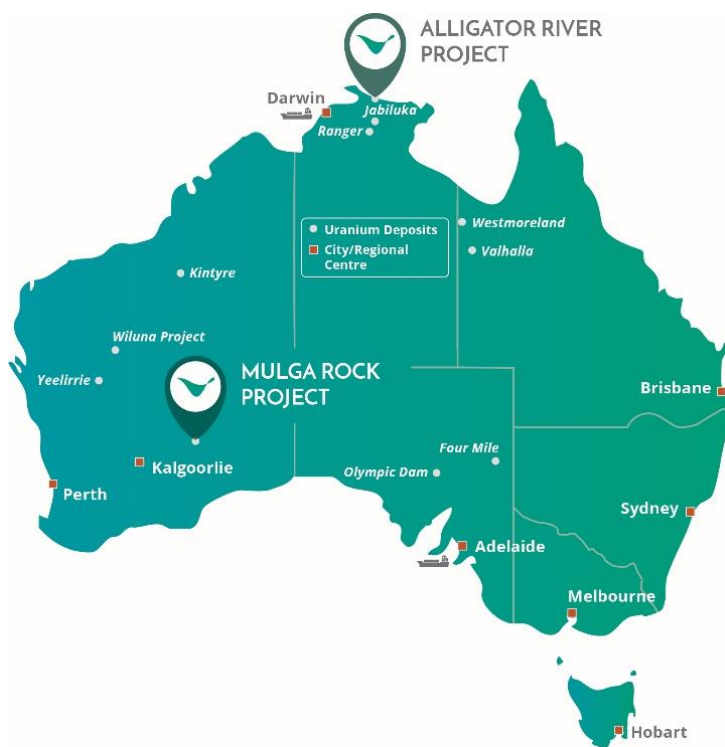 ALLIGATOR RIVER
PROJECT
Darwin
Jabiluka
Ranger
Uranium Deposits
City/Regional
Centre
Westmoreland
Valhalla
Kintyre
Wiluna Project
Yeelirrie
MULGA ROCK
PROJECT
Brisbane
Kalgoorlie
Four Mile
Olympic Dam
Perth
Sydney
Adelaide
Melbourne
Hobart